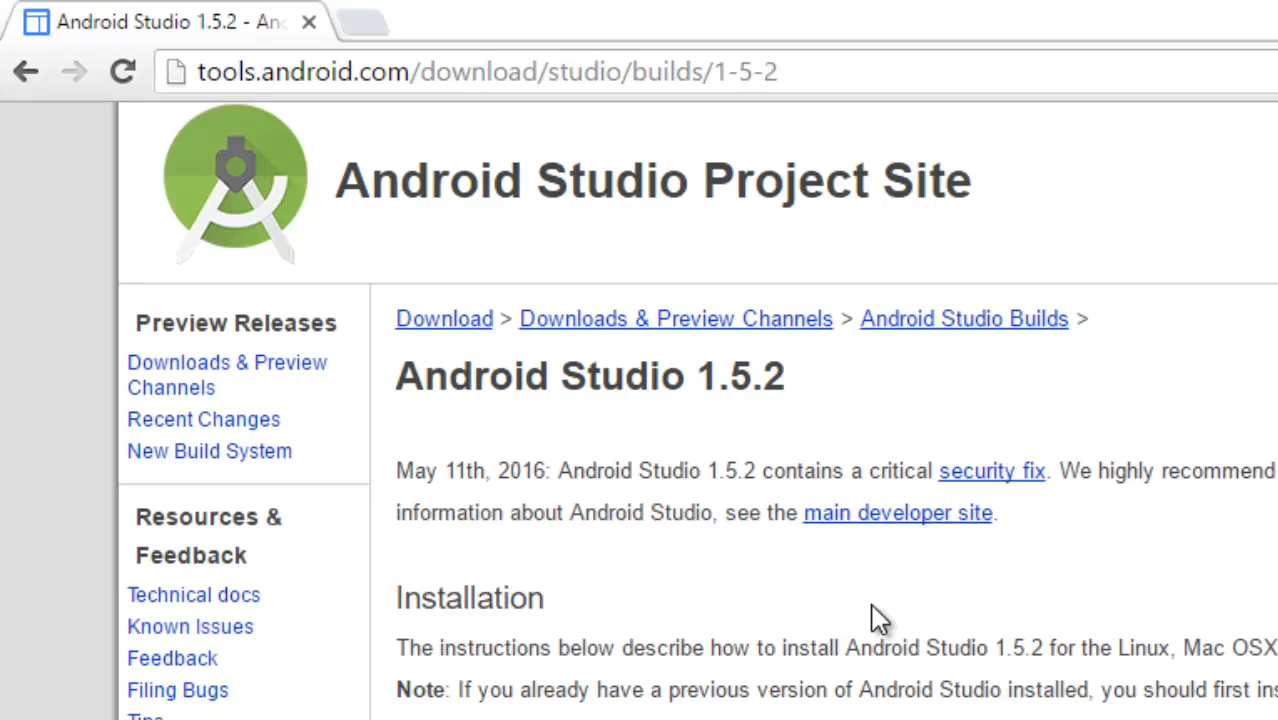 Android Studio 1.5.2 - An
tools.android.com/download/studio/builds/1-5-2
Android Studio Project Site
Preview Releases
Downloads & Preview
Channels
Recent Changes
New Build System
Resources &
Feedback
Technical docs
Known Issues
Feedback
Filing Bugs
Tips
Download > Downloads & Preview Channels > Android Studio Builds >
Android Studio 1.5.2
May 11th, 2016: Android Studio 1.5.2 contains a critical security fix. We highly recommend
information about Android Studio, see the main developer site.
Installation
The instructions below describe how to install Android Studio 1.5.2 for the Linux, Mac OSX
Note: If you already have a previous version of Android Studio installed, you should first ins